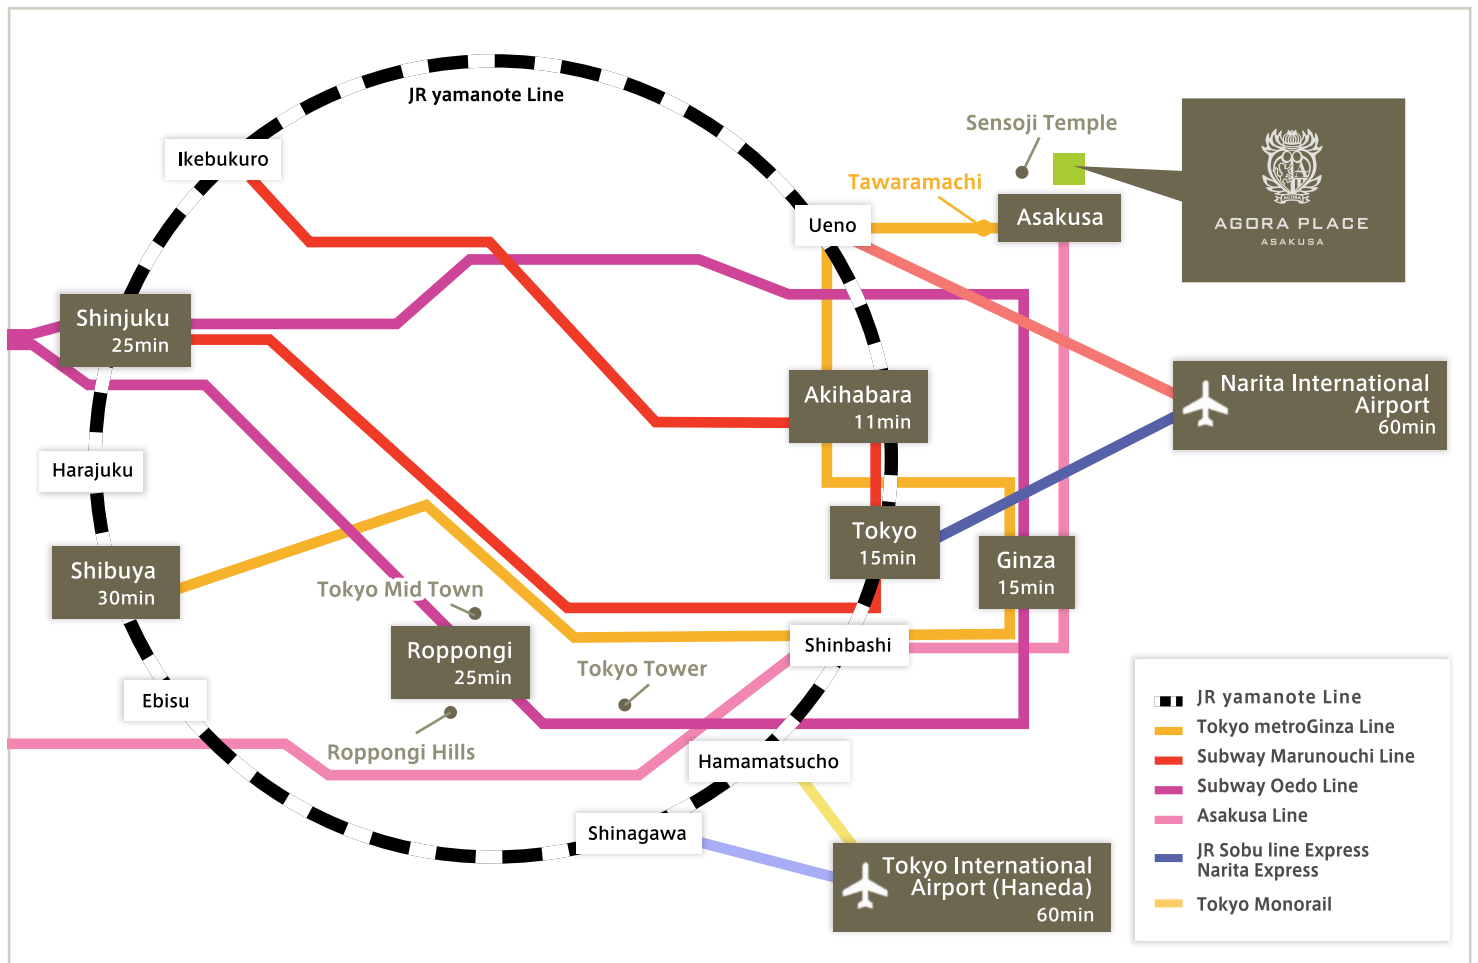 JR yamanote Line
Sensoji Temple
Ikebukuro
Tawaramachi
Ueno
Asakusa
AGORA PLACE
ASAKUSA
Shinjuku
25min
Akihabara
11min
Narita International
Airport
60min
Harajuku
Tokyo
15min
Ginza
15min
Shibuya
30min
Tokyo Mid Town
Roppongi
25min
Shinbashi
Tokyo Tower
Ebisu
Roppongi Hills
Hamamatsucho
Shinagawa
Tokyo International
Airport (Haneda)
60min
JR yamanote Line
Tokyo metroGinza Line
Subway Marunouchi Line
Subway Oedo Line
Asakusa Line
JR Sobu line Express
Narita Express
Tokyo Monorail